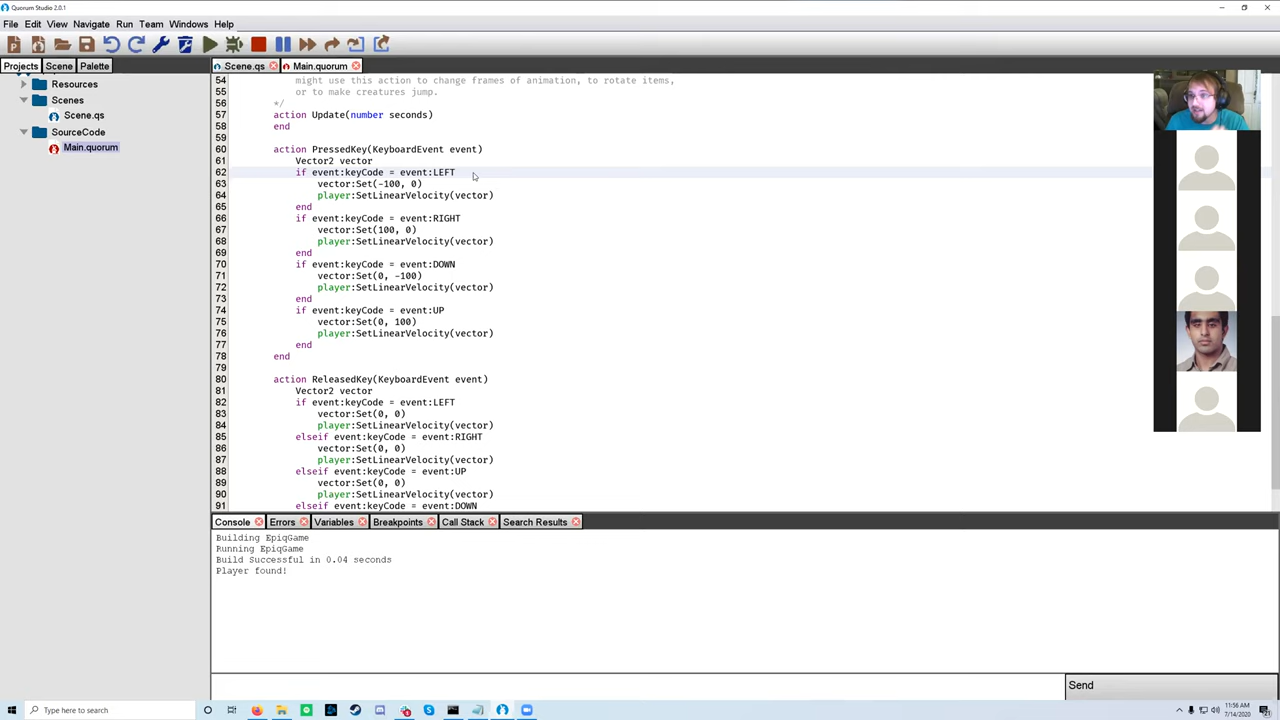 Quorum Studio 2.0.1
File Edit View Navigate Run Team Windows Help
Projects Scene Palette
Scene.qs Main.quorum
Resources
Scenes
Scene.qs
SourceCode
Main.quorum
54 might use this action to change frames of animation, to rotate items,
55 or to make creatures jump.
56 */
57 action Update(number seconds)
58 end
59
60 action PressedKey(KeyboardEvent event)
61 Vector2 vector
62 if event:keyCode = event:LEFT
63 vector:Set(-100, 0)
64 player:SetLinearVelocity(vector)
65 end
66 if event:keyCode = event:RIGHT
67 vector:Set(100, 0)
68 player:SetLinearVelocity(vector)
69 end
70 if event:keyCode = event:DOWN
71 vector:Set(0, -100)
72 player:SetLinearVelocity(vector)
73 end
74 if event:keyCode = event:UP
75 vector:Set(0, 100)
76 player:SetLinearVelocity(vector)
77 end
78 end
79
80 action ReleasedKey(KeyboardEvent event)
81 Vector2 vector
82 if event:keyCode = event:LEFT
83 vector:Set(0, 0)
84 player:SetLinearVelocity(vector)
85 elseif event:keyCode = event:RIGHT
86 vector:Set(0, 0)
87 player:SetLinearVelocity(vector)
88 elseif event:keyCode = event:UP
89 vector:Set(0, 0)
90 player:SetLinearVelocity(vector)
91 elseif event:keyCode = event:DOWN
Console Errors Variables Breakpoints Call Stack Search Results
Building EpiqGame
Running EpiqGame
Build Successful in 0.04 seconds
Player found!
Send
Type here to search
11:56 AM
7/14/2020